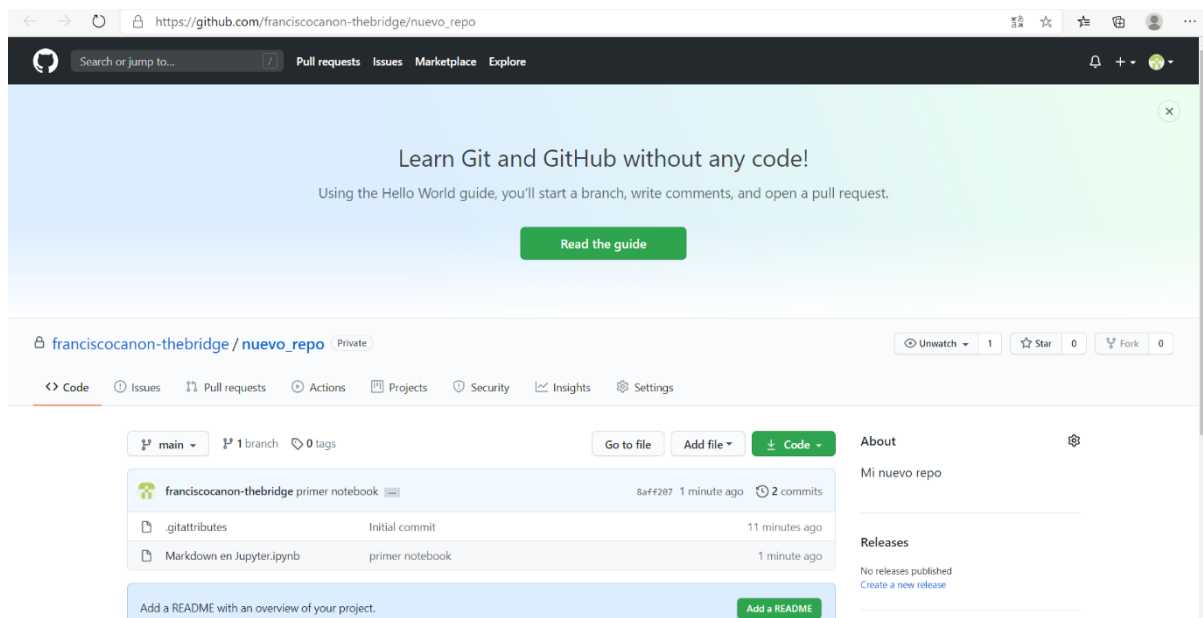 https://github.com/franciscocanon-thebridge/nuevo_repo
Search or jump to... / Pull requests Issues Marketplace Explore
Learn Git and GitHub without any code!
Using the Hello World guide, you'll start a branch, write comments, and open a pull request.
Read the guide
franciscocanon-thebridge / nuevo_repo Private
Unwatch 1 Star 0 Fork 0
Code Issues Pull requests Actions Projects Security Insights Settings
main 1 branch 0 tags Go to file Add file Code
About
Mi nuevo repo
franciscocanon-thebridge primer notebook ... 8aff207 1 minute ago 2 commits
.gitattributes Initial commit 11 minutes ago
Markdown en Jupyter.ipynb primer notebook 1 minute ago
Releases
No releases published
Create a new release
Add a README with an overview of your project. Add a README